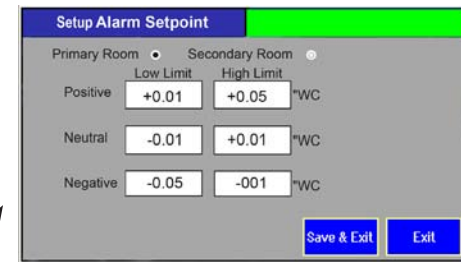 Setup Alarm Setpoint
Primary Room Secondary Room
Low Limit High Limit
Positive +0.01 +0.05 "WC
Neutral -0.01 +0.01 "WC
Negative -0.05 -001 "WC
Save & Exit Exit